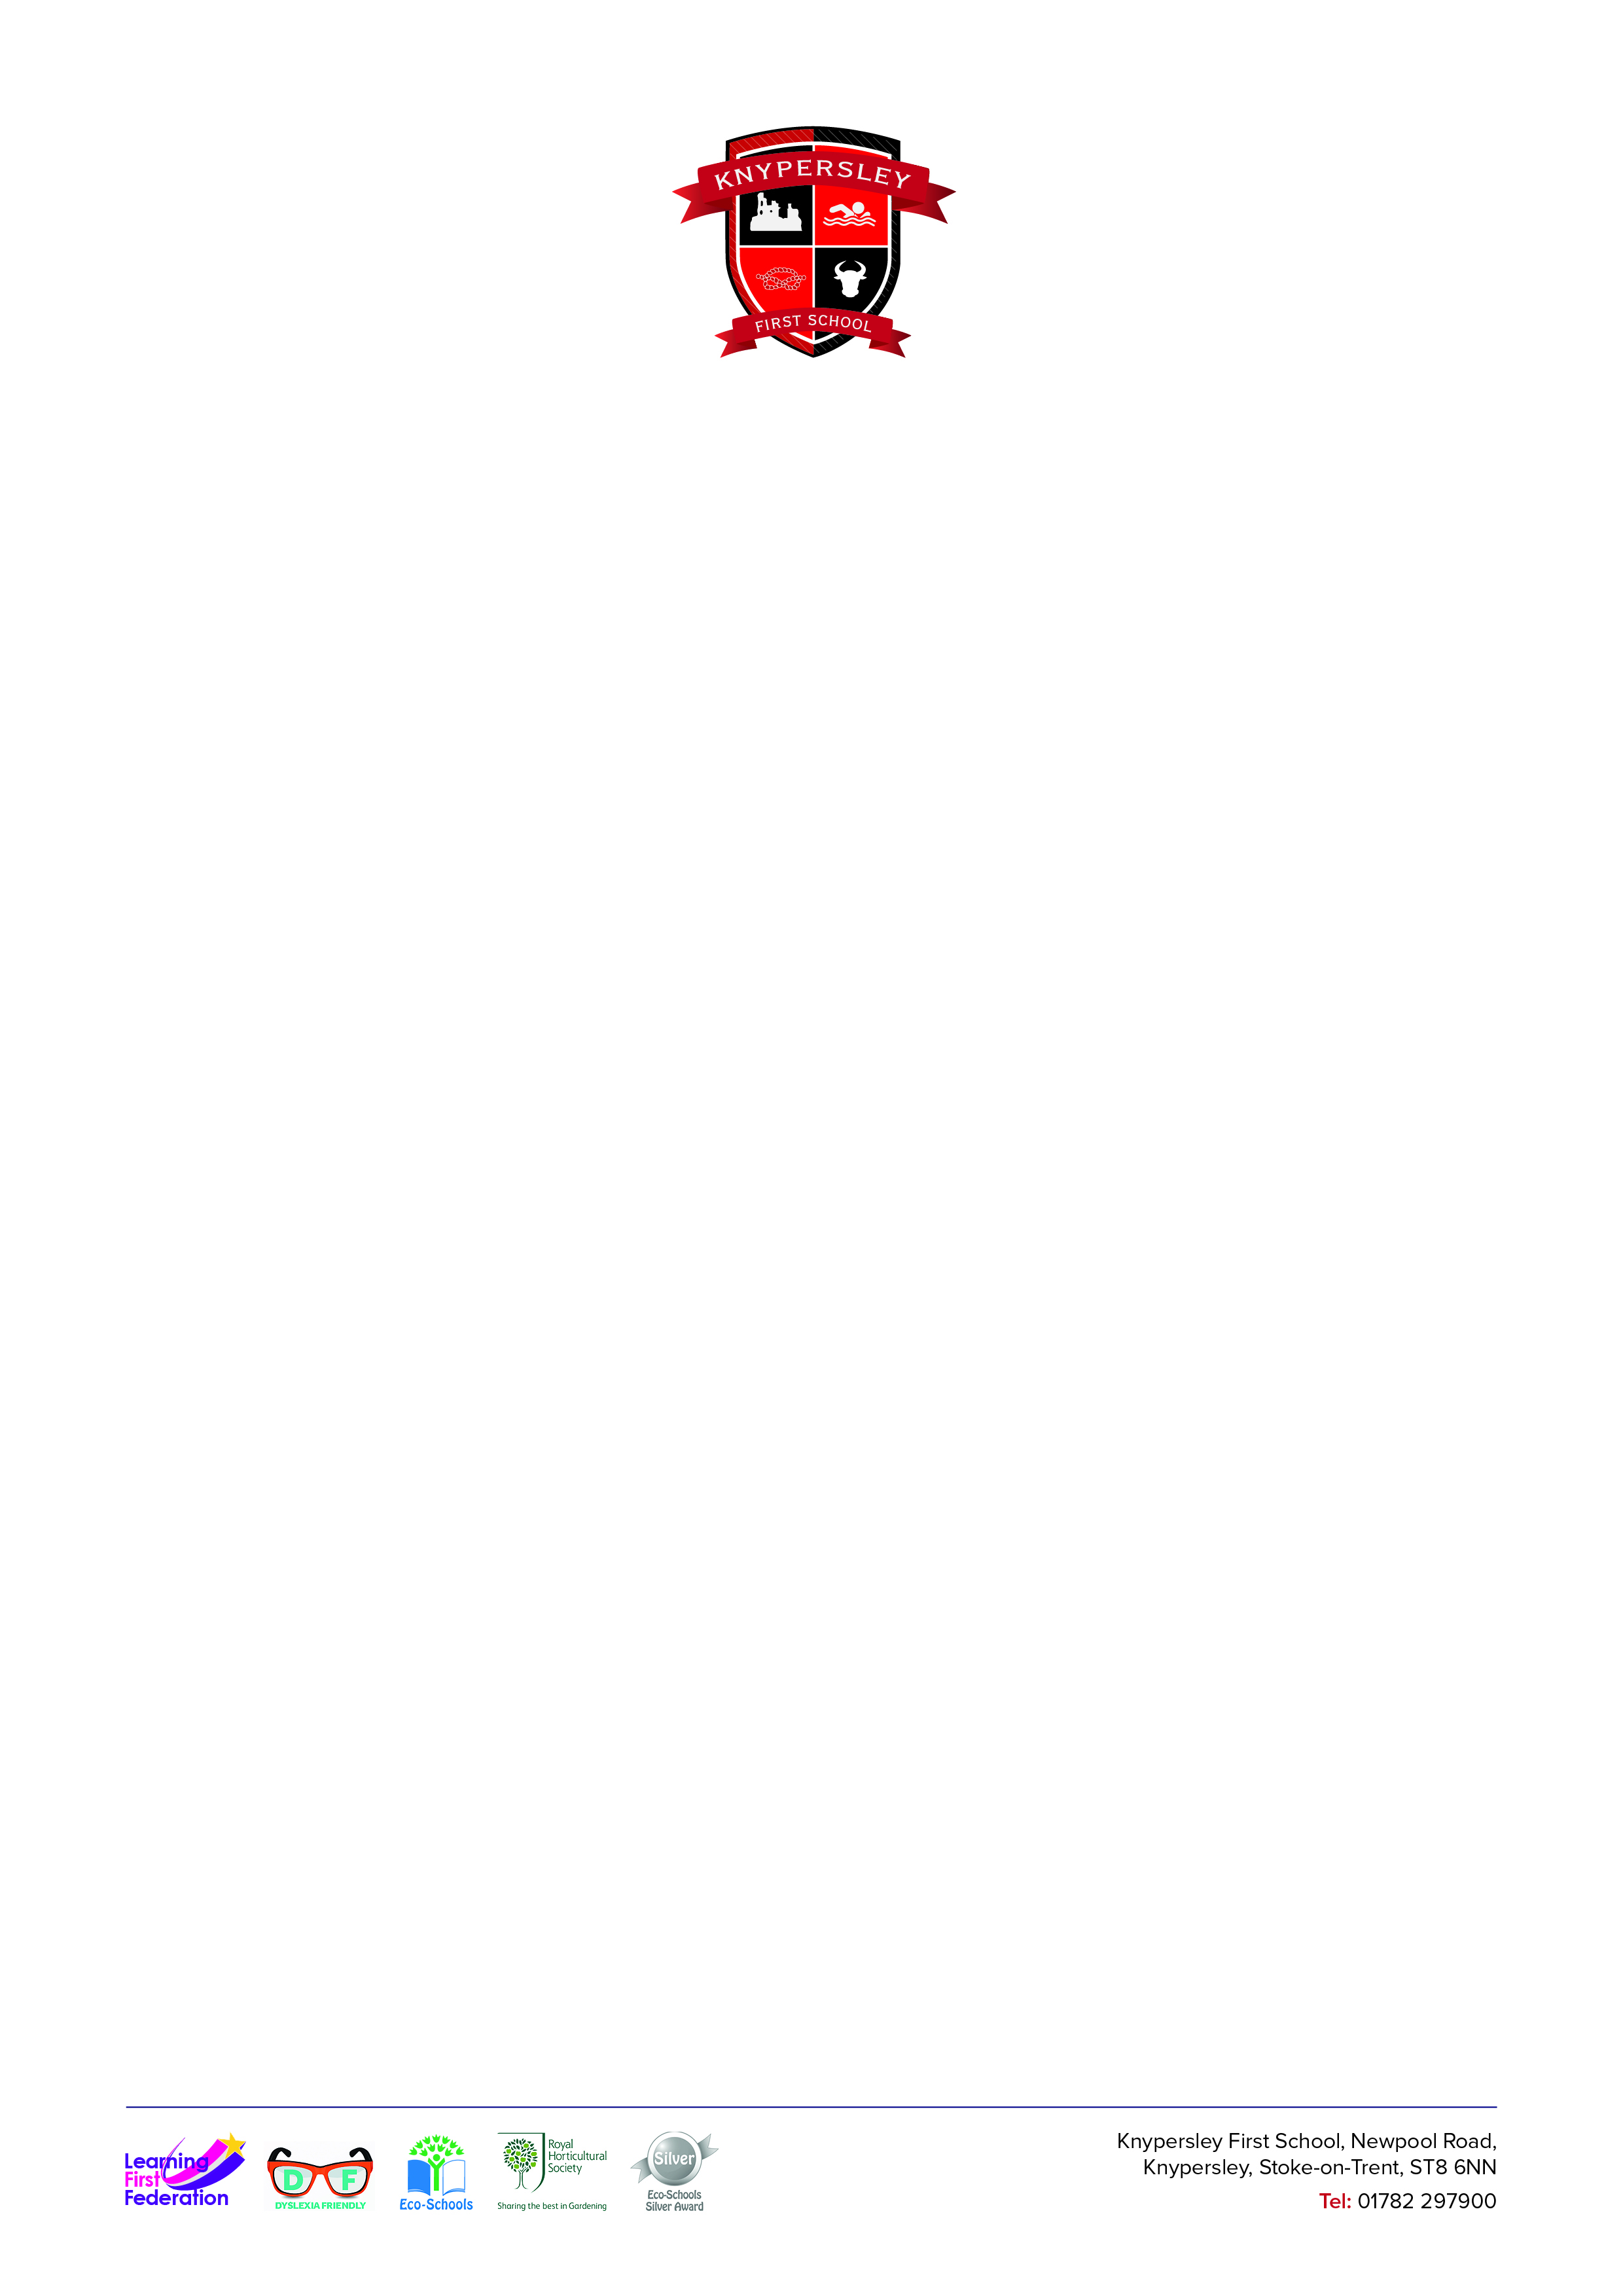 KNYPERSLEY
FIRST SCHOOL
Learning
First
Federation
D F
DYSLEXIA FRIENDLY
Eco-Schools
Royal
Horticultural
Society
Sharing the best in Gardening
Silver
Eco-Schools
Silver Award
Knypersley First School, Newpool Road,
Knypersley, Stoke-on-Trent, ST8 6NN
Tel: 01782 297900